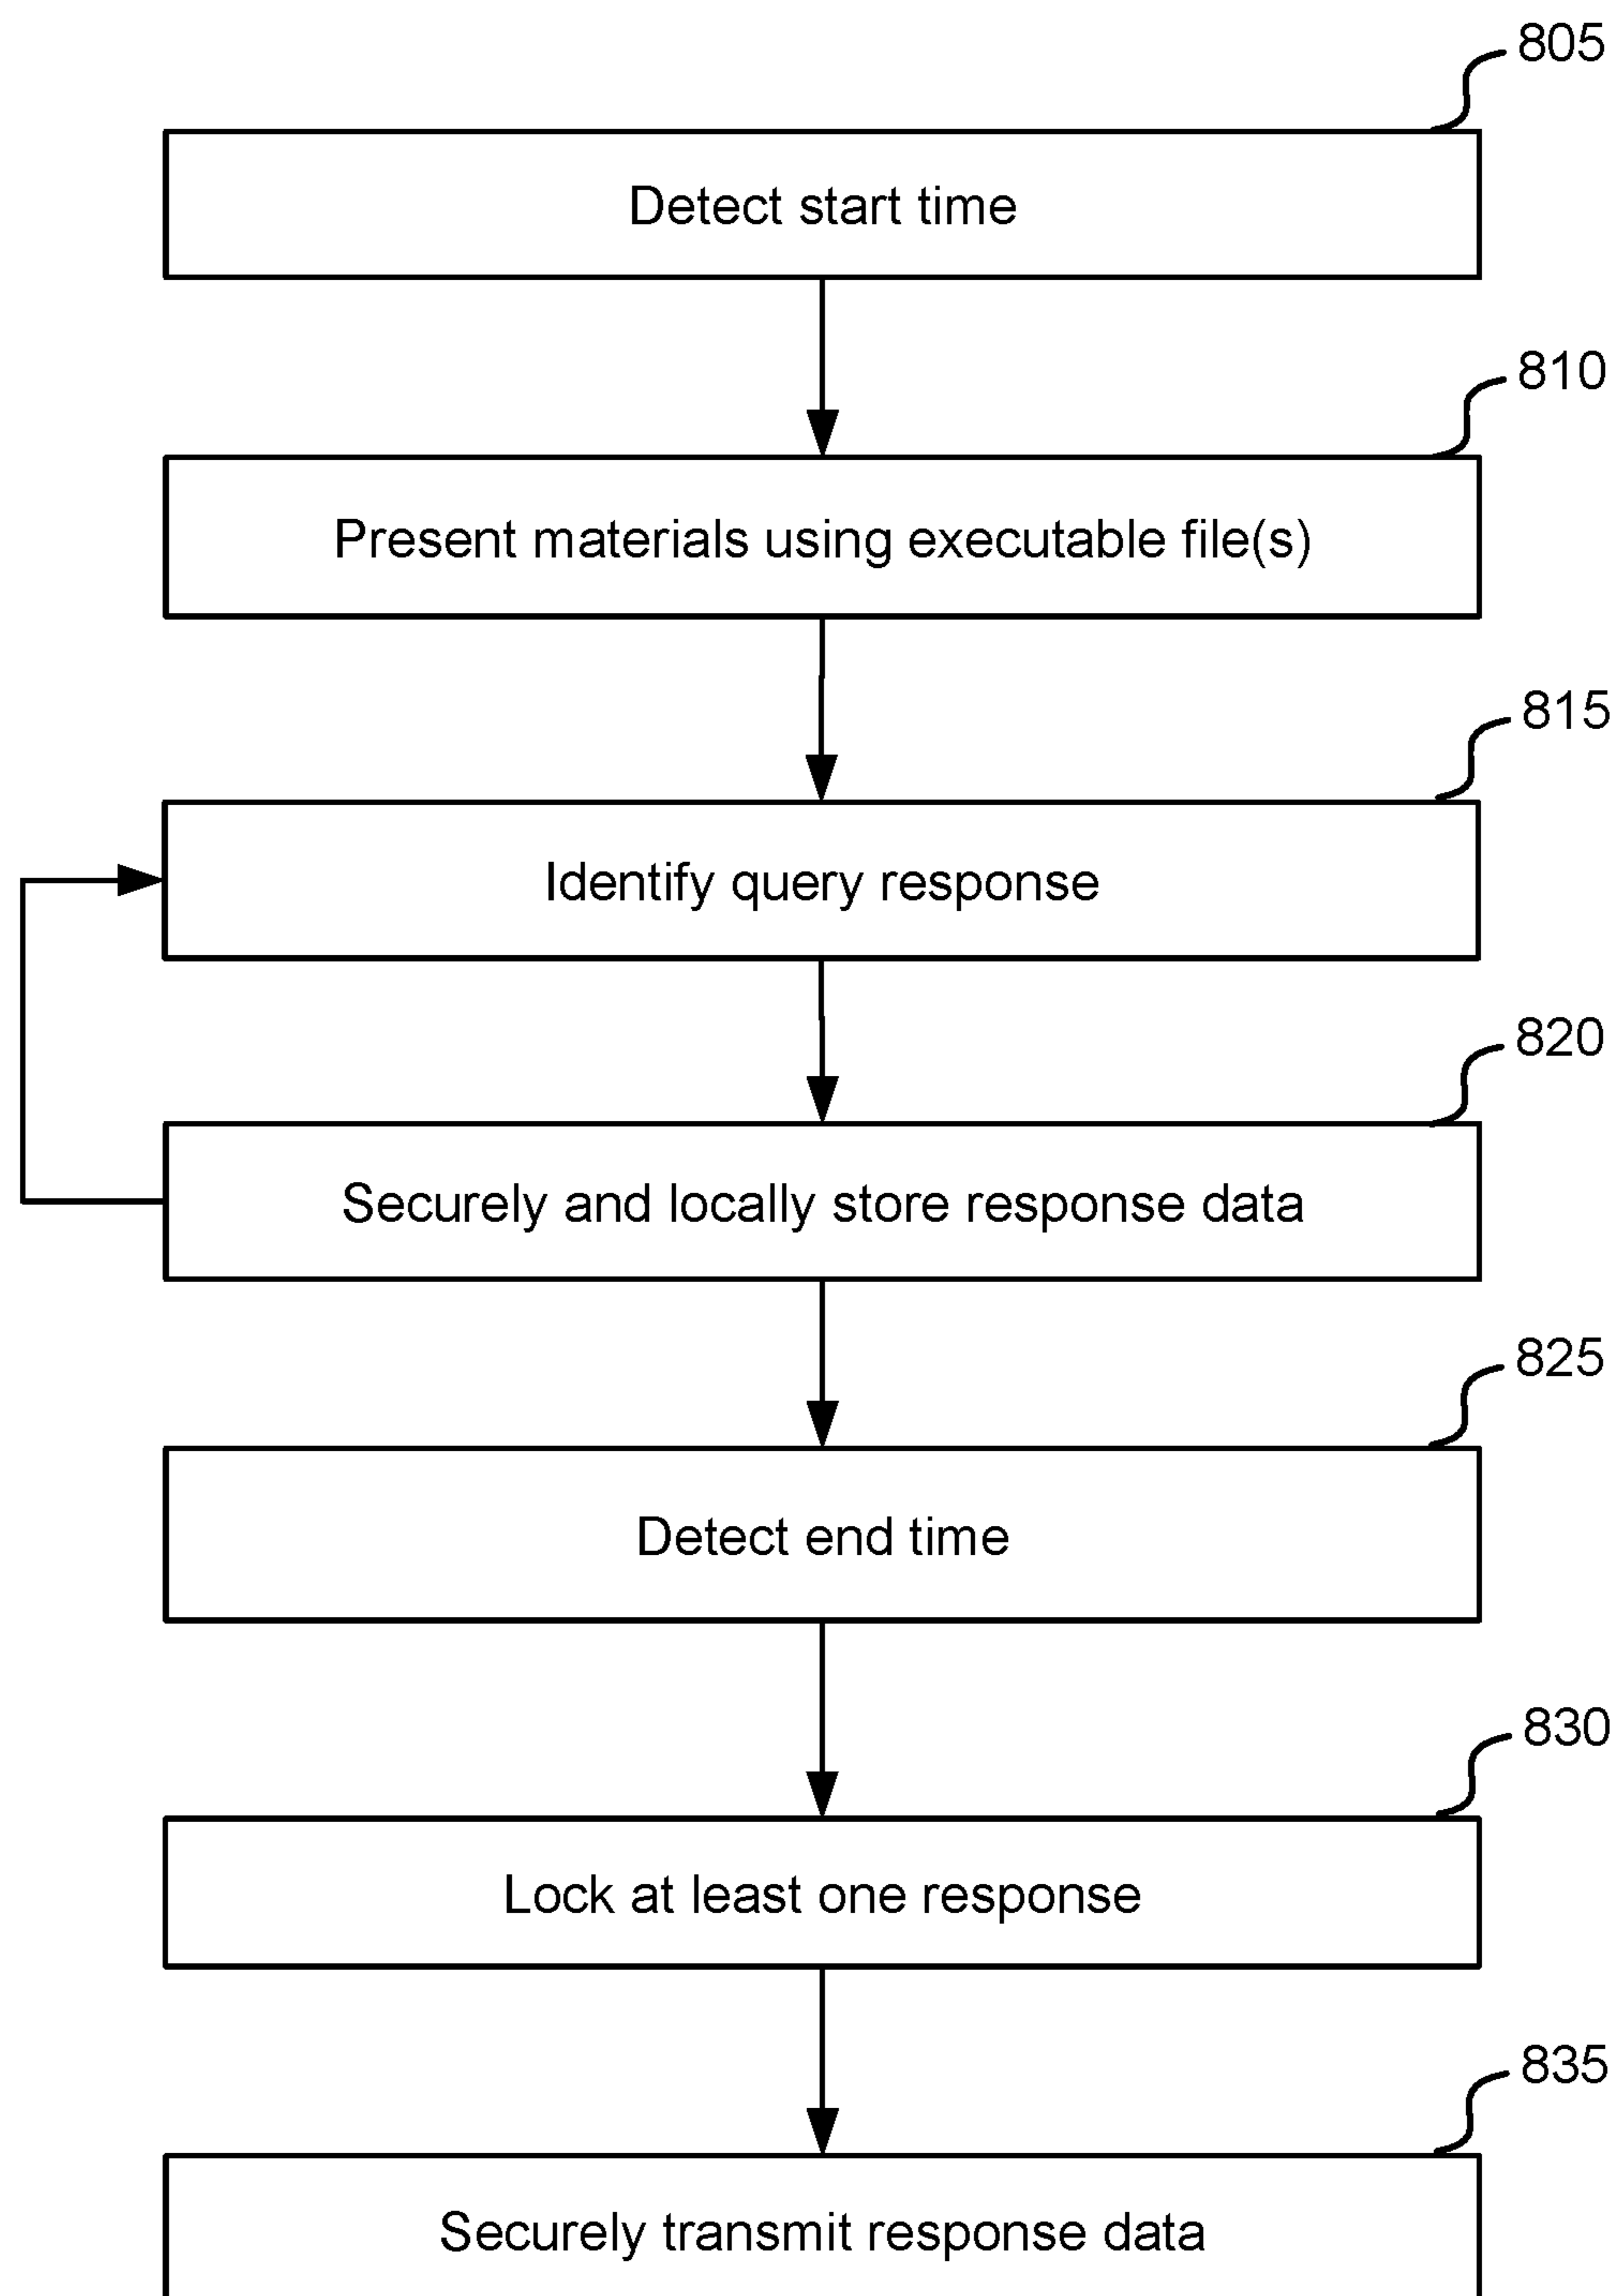 805
Detect start time
810
Present materials using executable file(s)
815
Identify query response
820
Securely and locally store response data
825
Detect end time
830
Lock at least one response
835
Securely transmit response data